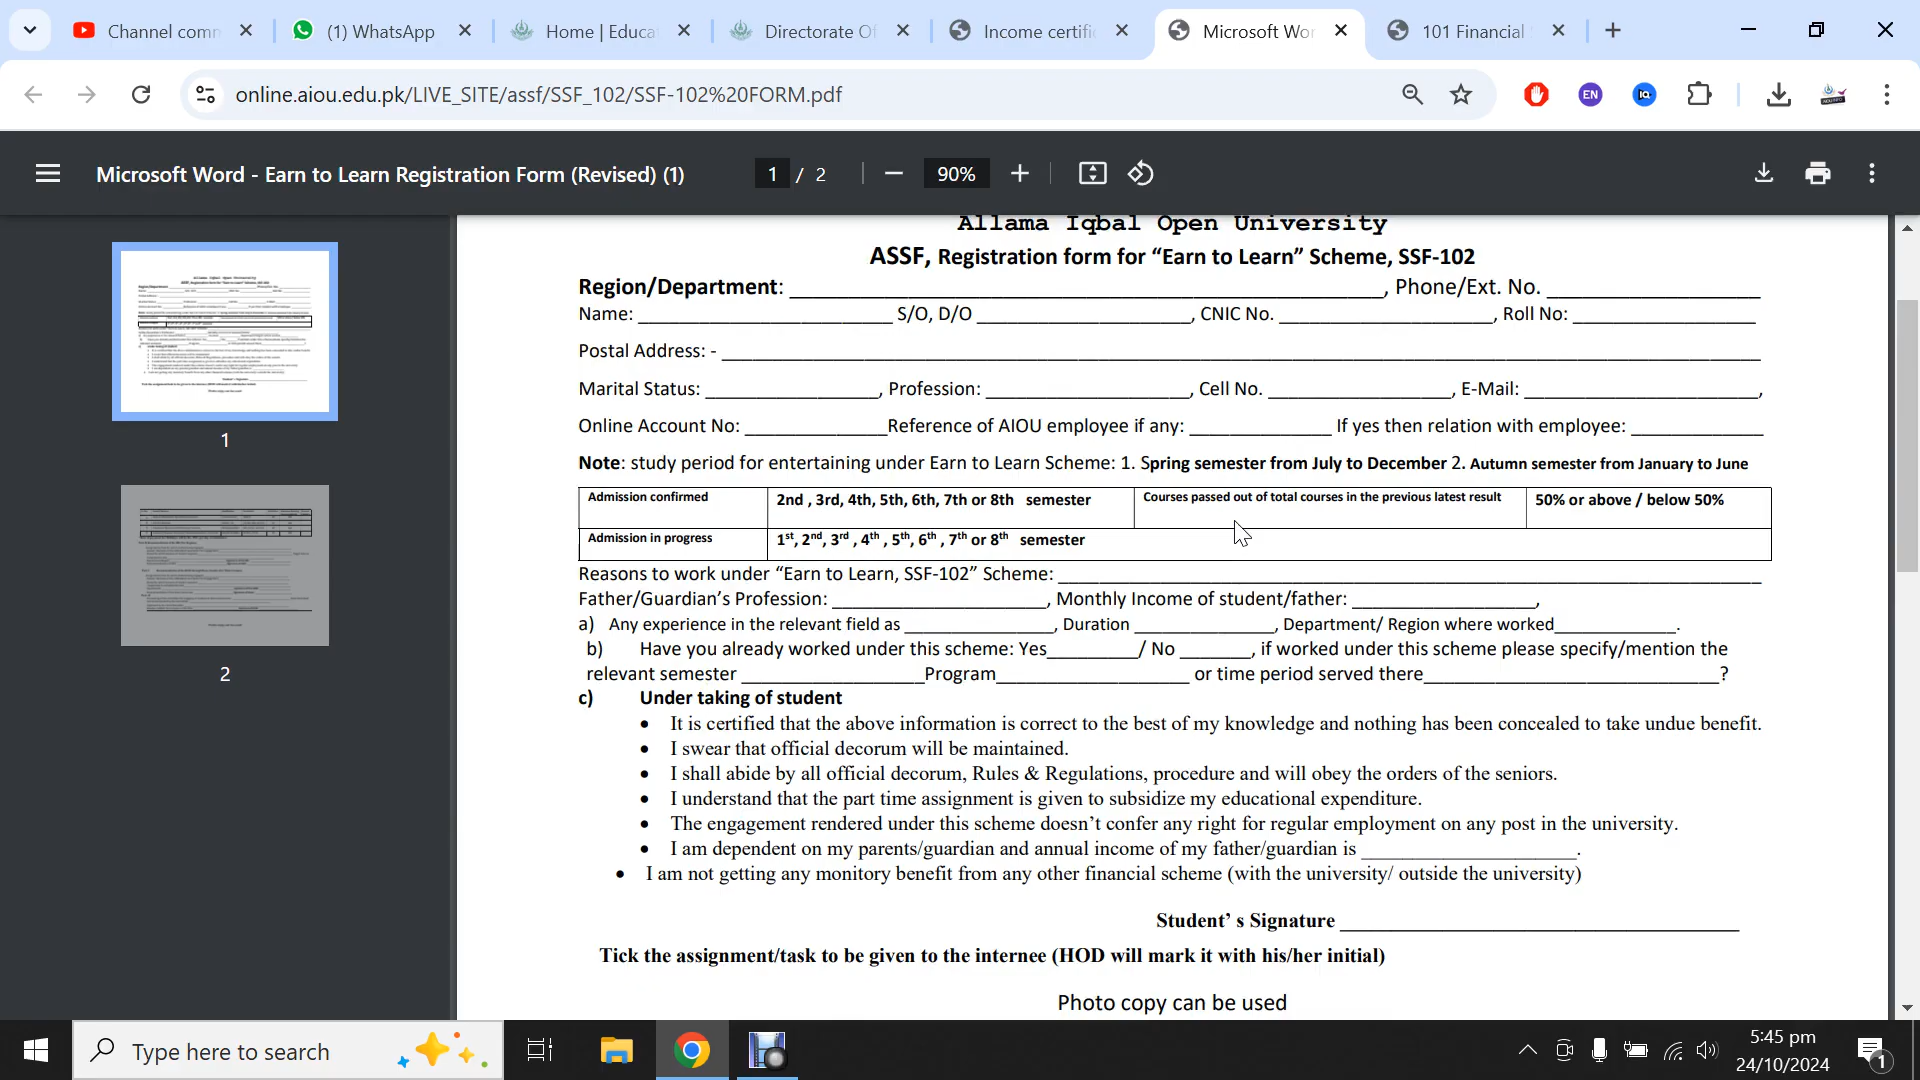 Channel com
(1) WhatsApp
Home | Educa
Directorate Of
Income certifi
Microsoft Wo
101 Financial
online.aiou.edu.pk/LIVE_SITE/assf/SSF_102/SSF-102%20FORM.pdf
EN
Microsoft Word - Earn to Learn Registration Form (Revised) (1)
1 / 2
90%
1
2
Allama Iqbal Open University
ASSF, Registration form for “Earn to Learn” Scheme, SSF-102
Region/Department: ______, Phone/Ext. No. ______
Name: ______ S/O, D/O ______, CNIC No. ______, Roll No: ______
Postal Address: - ______
Marital Status: ______, Profession: ______, Cell No. ______, E-Mail: ______,
Online Account No: ______Reference of AIOU employee if any: ______ If yes then relation with employee: ______
Note: study period for entertaining under Earn to Learn Scheme: 1. Spring semester from July to December 2. Autumn semester from January to June
Admission confirmed 2nd , 3rd, 4th, 5th, 6th, 7th or 8th semester Courses passed out of total courses in the previous latest result 50% or above / below 50%
Admission in progress 1st, 2nd, 3rd , 4th , 5th, 6th , 7th or 8th semester
Reasons to work under “Earn to Learn, SSF-102” Scheme: ______
Father/Guardian’s Profession: ______, Monthly Income of student/father: ______,
a) Any experience in the relevant field as ______, Duration ______, Department/ Region where worked______.
b) Have you already worked under this scheme: Yes______/ No ______, if worked under this scheme please specify/mention the
relevant semester ______Program______ or time period served there______?
c) Under taking of student
• It is certified that the above information is correct to the best of my knowledge and nothing has been concealed to take undue benefit.
• I swear that official decorum will be maintained.
• I shall abide by all official decorum, Rules & Regulations, procedure and will obey the orders of the seniors.
• I understand that the part time assignment is given to subsidize my educational expenditure.
• The engagement rendered under this scheme doesn’t confer any right for regular employment on any post in the university.
• I am dependent on my parents/guardian and annual income of my father/guardian is ______.
• I am not getting any monitory benefit from any other financial scheme (with the university/ outside the university)
Student’ s Signature ______
Tick the assignment/task to be given to the internee (HOD will mark it with his/her initial)
Photo copy can be used
Type here to search
5:45 pm
24/10/2024
1